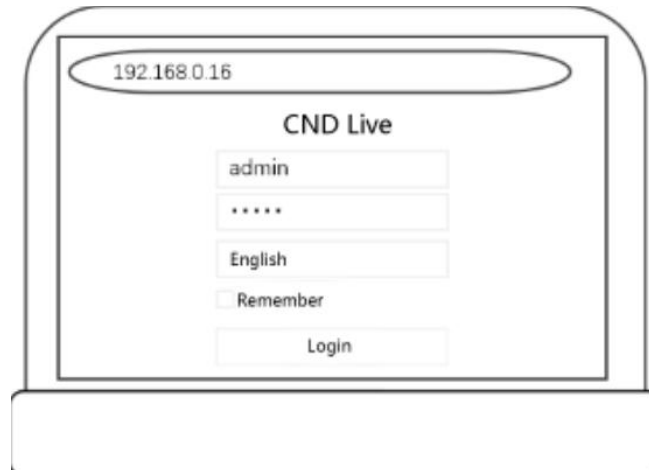 192.168.0.16
CND Live
admin
•••••
English
Remember
Login